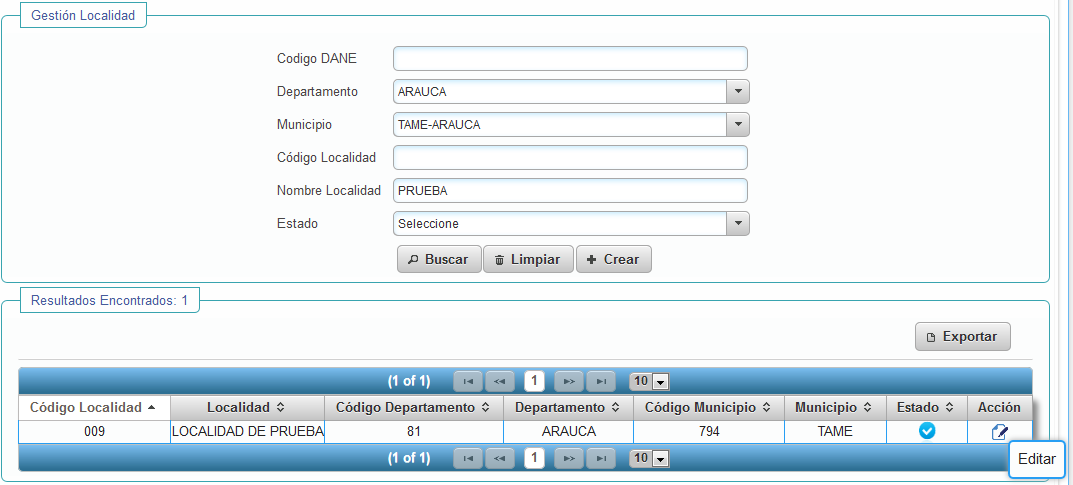 Gestión Localidad
Codigo DANE
Departamento ARAUCA
Municipio TAME-ARAUCA
Código Localidad
Nombre Localidad PRUEBA
Estado Seleccione
Buscar Limpiar Crear
Resultados Encontrados: 1
Exportar
(1 of 1) 1 10
Código Localidad Localidad Código Departamento Departamento Código Municipio Municipio Estado Acción
009 LOCALIDAD DE PRUEBA 81 ARAUCA 794 TAME
(1 of 1) 1 10
Editar